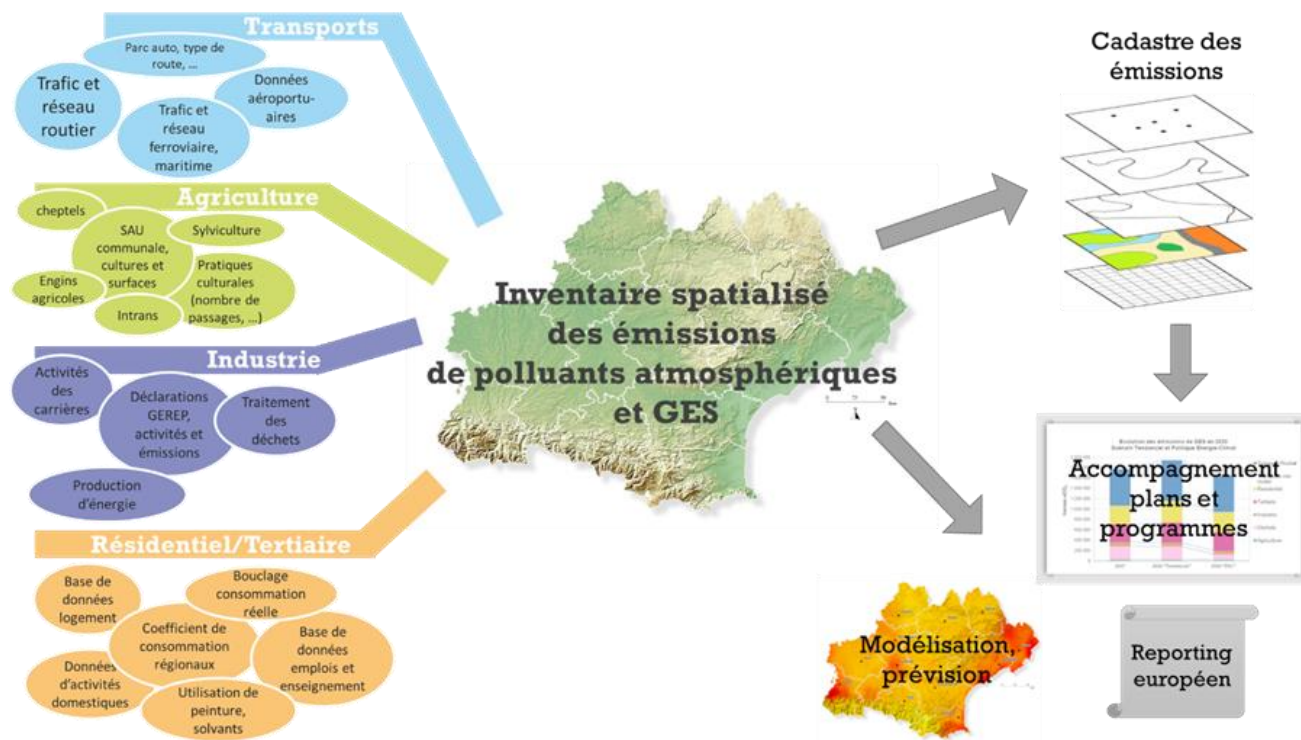 Transports
Parc auto, type de
route, ...
Trafic et
réseau
routier
Données
aéroportu-
aires
Trafic et
réseau
ferroviaire,
maritime
Agriculture
cheptels
SAU
communale,
cultures et
surfaces
Sylviculture
Engins
agricoles
Pratiques
culturales
(nombre de
passages, ...)
Intrans
Industrie
Activités
des
carrières
Déclarations
GEREP,
activités et
émissions
Traitement
des
déchets
Production
d'énergie
Résidentiel/Tertiaire
Base de
données
logement
Bouclage
consommation
réelle
Coefficient de
consommation
régionaux
Base de
données
emplois et
enseignement
Données
d'activités
domestiques
Utilisation de
peinture,
solvants
Inventaire spatialisé
des émissions
de polluants atmosphériques
et GES
Cadastre des
émissions
Accompagnement
plans et
programmes
Modélisation,
prévision
Reporting
européen